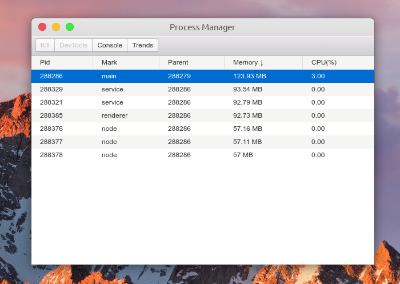 Process Manager
Kill DevTools Console Trends
Pid Mark Parent Memory ↓ CPU(%)
288286 main 288279 123.93 MB 3.00
288329 service 288286 93.54 MB 0.00
288321 service 288286 92.79 MB 0.00
288385 renderer 288286 92.73 MB 0.00
288376 node 288286 57.16 MB 0.00
288377 node 288286 57.11 MB 0.00
288378 node 288286 57 MB 0.00